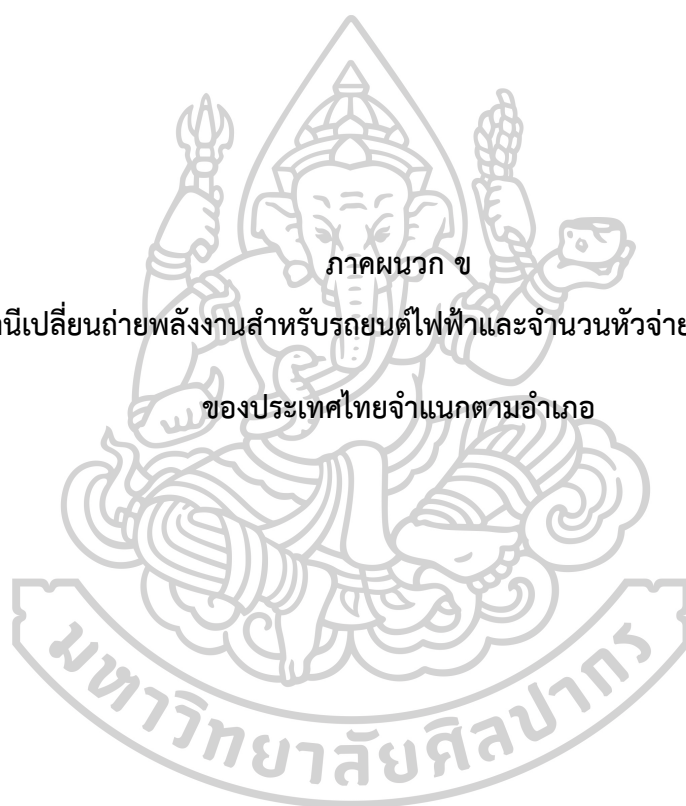 ภาคผนวก ข
นีเปลี่ยนถ่ายพลังงานสำหรับรถยนต์ไฟฟ้าและจำนวนหัวจ่าย
ของประเทศไทยจำแนกตามอำเภอ
มหาวิทยาลัยศิลปากร